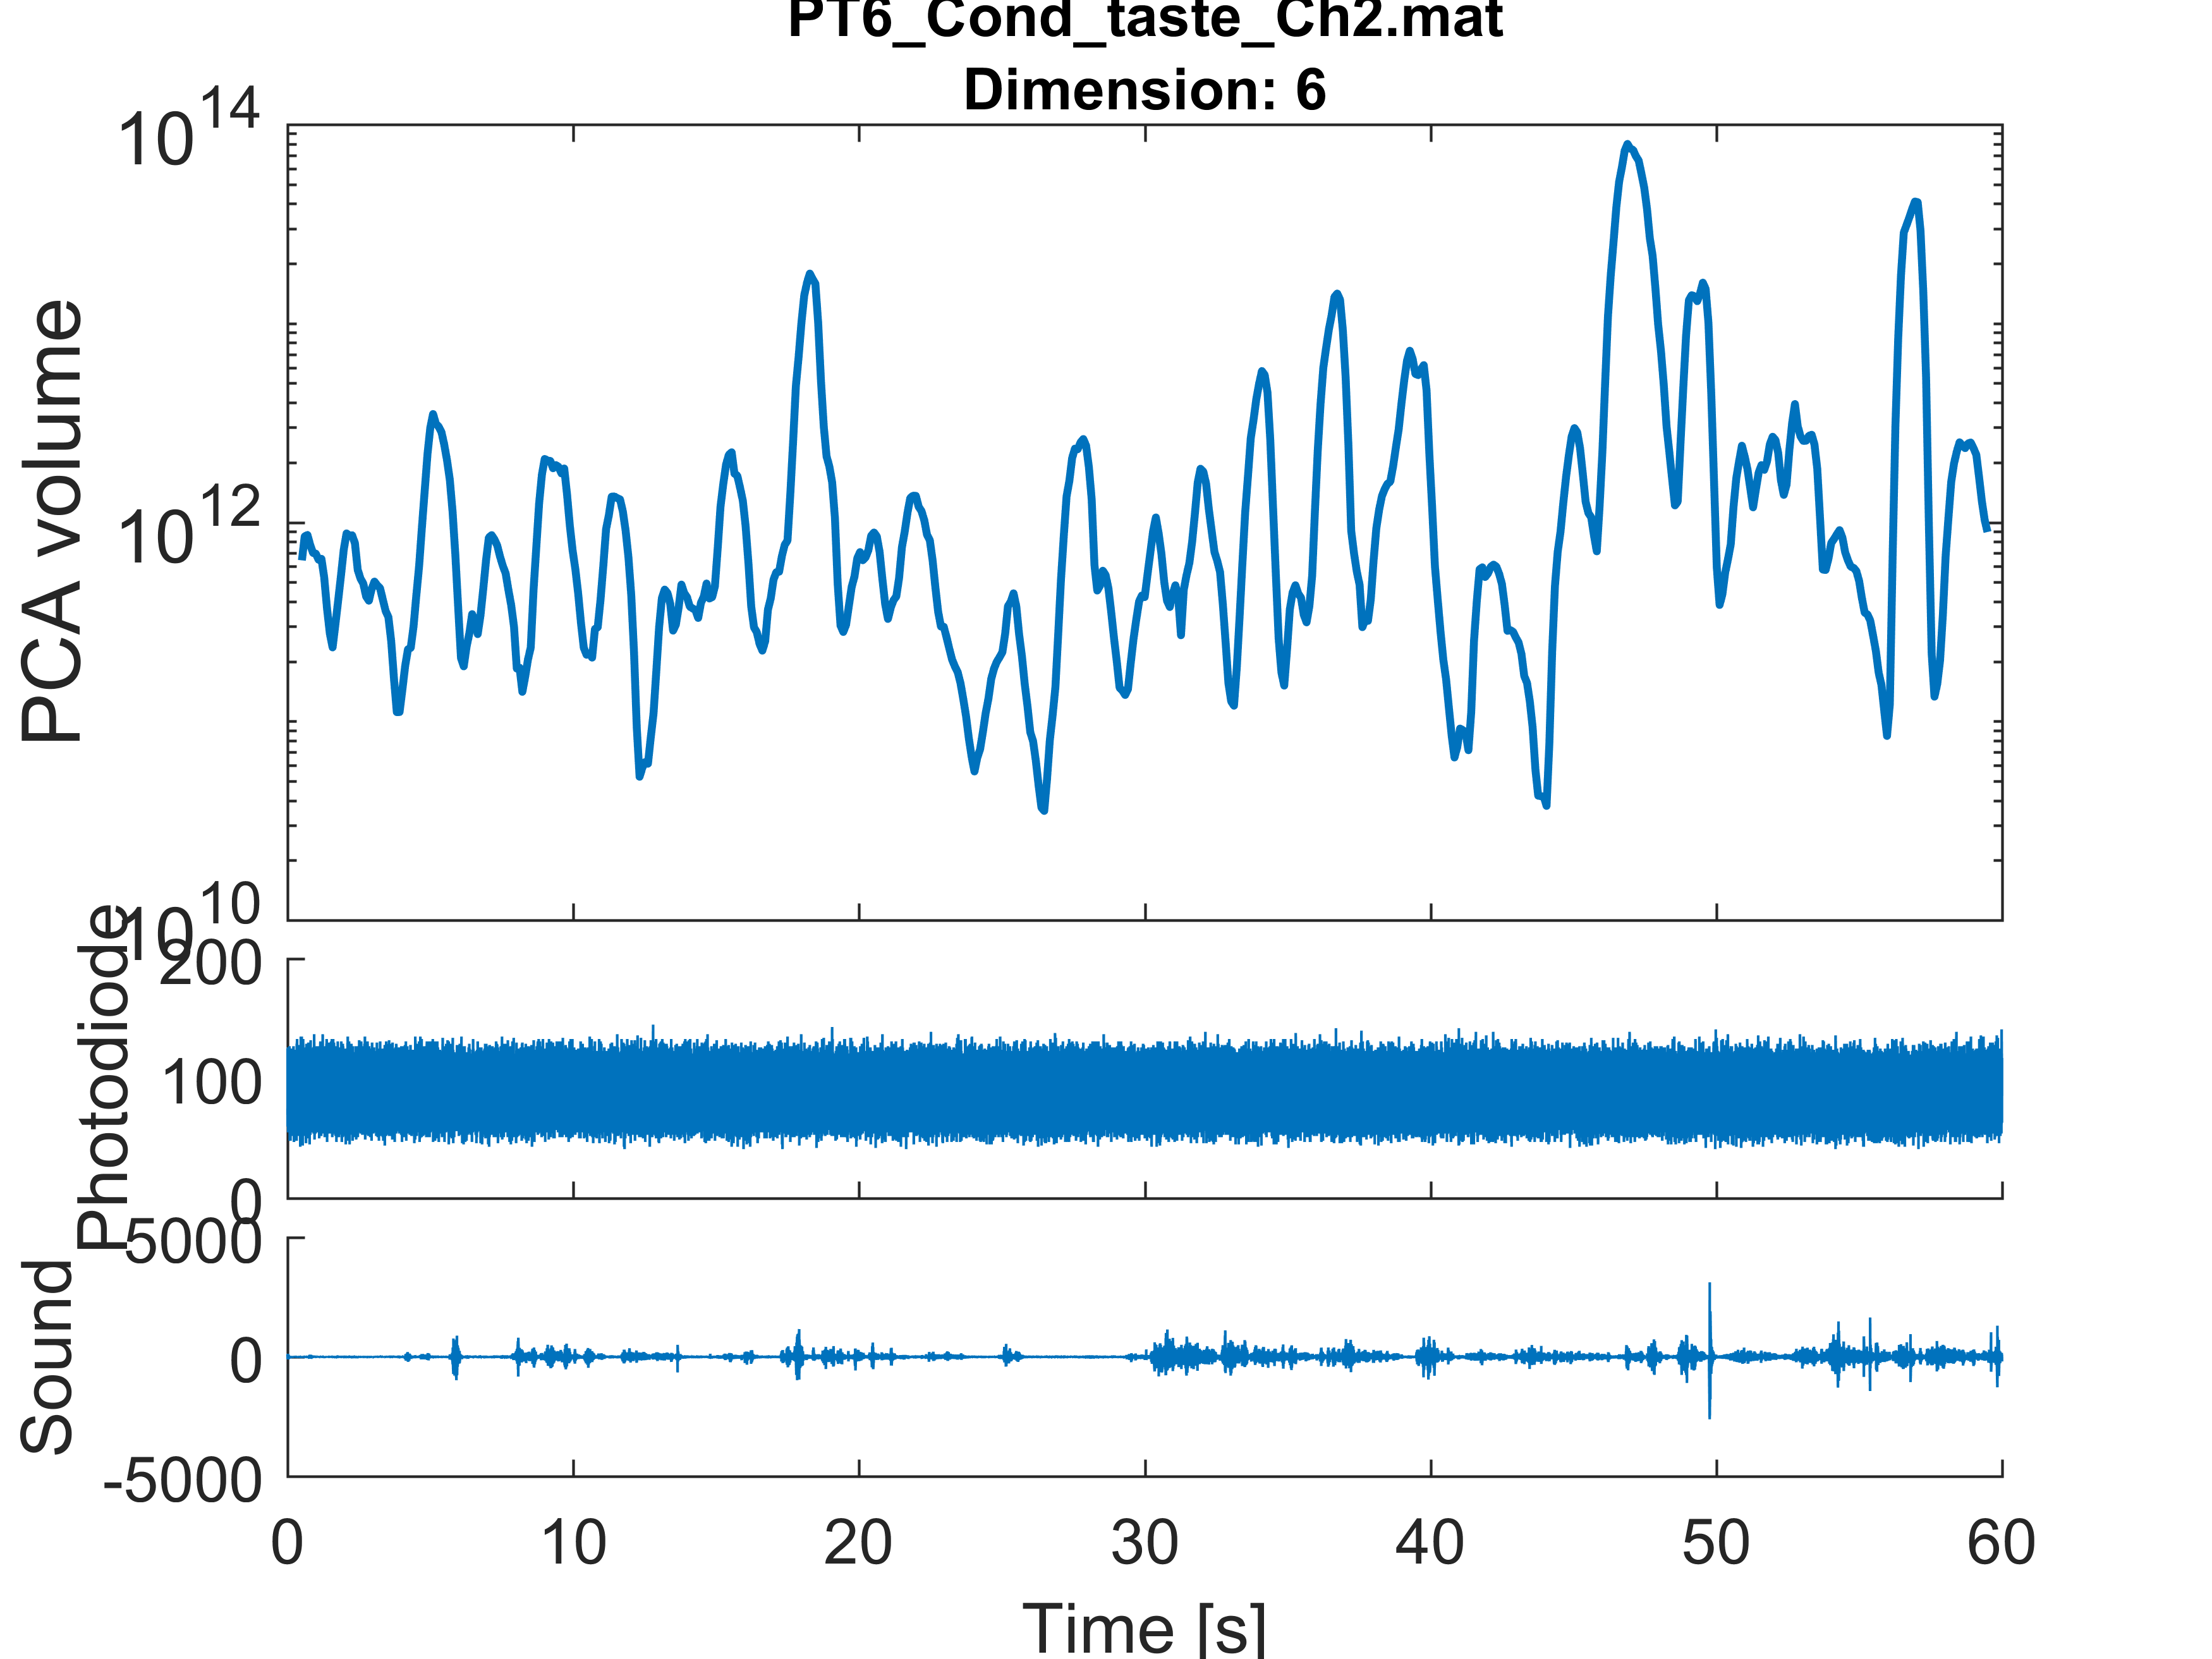 PT6_Cond_taste_Ch2.mat
Dimension: 6
10^14
10^12
10^10
PCA volume
200
100
0
Photodiode
5000
0
-5000
Sound
0 10 20 30 40 50 60
Time [s]